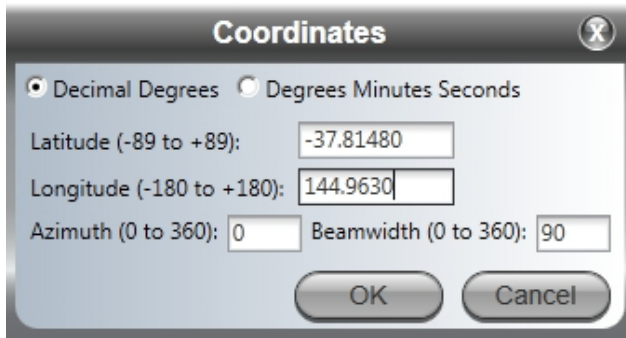 Coordinates X
Decimal Degrees Degrees Minutes Seconds
Latitude (-89 to +89): -37.81480
Longitude (-180 to +180): 144.9630
Azimuth (0 to 360): 0 Beamwidth (0 to 360): 90
OK Cancel